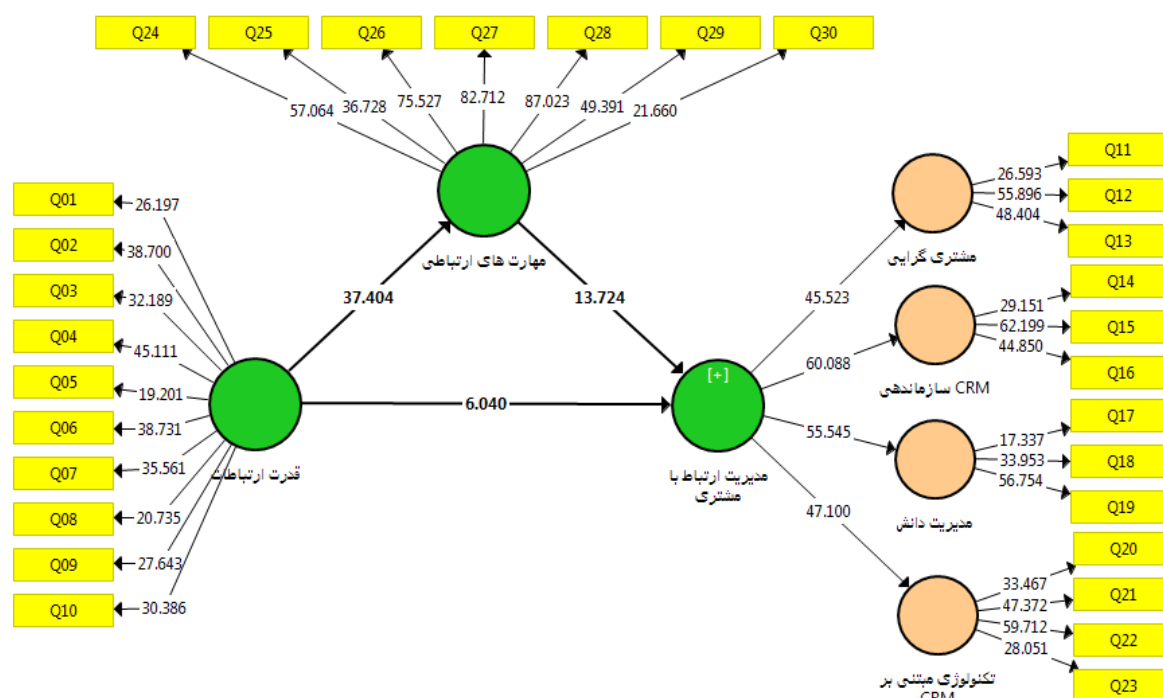 Q24
Q25
Q26
Q27
Q28
Q29
Q30
57.064
36.728
75.527
82.712
87.023
49.391
21.660
مهارت های ارتباطی
Q01
Q02
Q03
Q04
Q05
Q06
Q07
Q08
Q09
Q10
26.197
38.700
32.189
45.111
19.201
38.731
35.561
20.735
27.643
30.386
قدرت ارتباطات
37.404
13.724
6.040
[+]
مدیریت ارتباط با
مشتری
45.523
60.088
55.545
47.100
مشتری گرایی
26.593
55.896
48.404
Q11
Q12
Q13
سازماندهی CRM
29.151
62.199
44.850
Q14
Q15
Q16
مدیریت دانش
17.337
33.953
56.754
Q17
Q18
Q19
تکنولوژی مبتنی بر
CRM
33.467
47.372
59.712
28.051
Q20
Q21
Q22
Q23